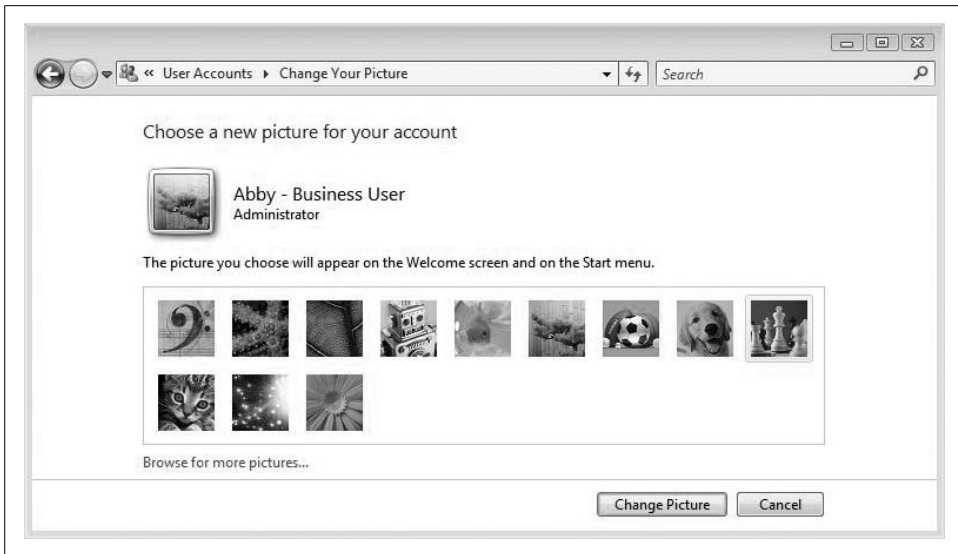 « User Accounts ▸ Change Your Picture
Search
Choose a new picture for your account
Abby - Business User
Administrator
The picture you choose will appear on the Welcome screen and on the Start menu.
Browse for more pictures...
Change Picture
Cancel